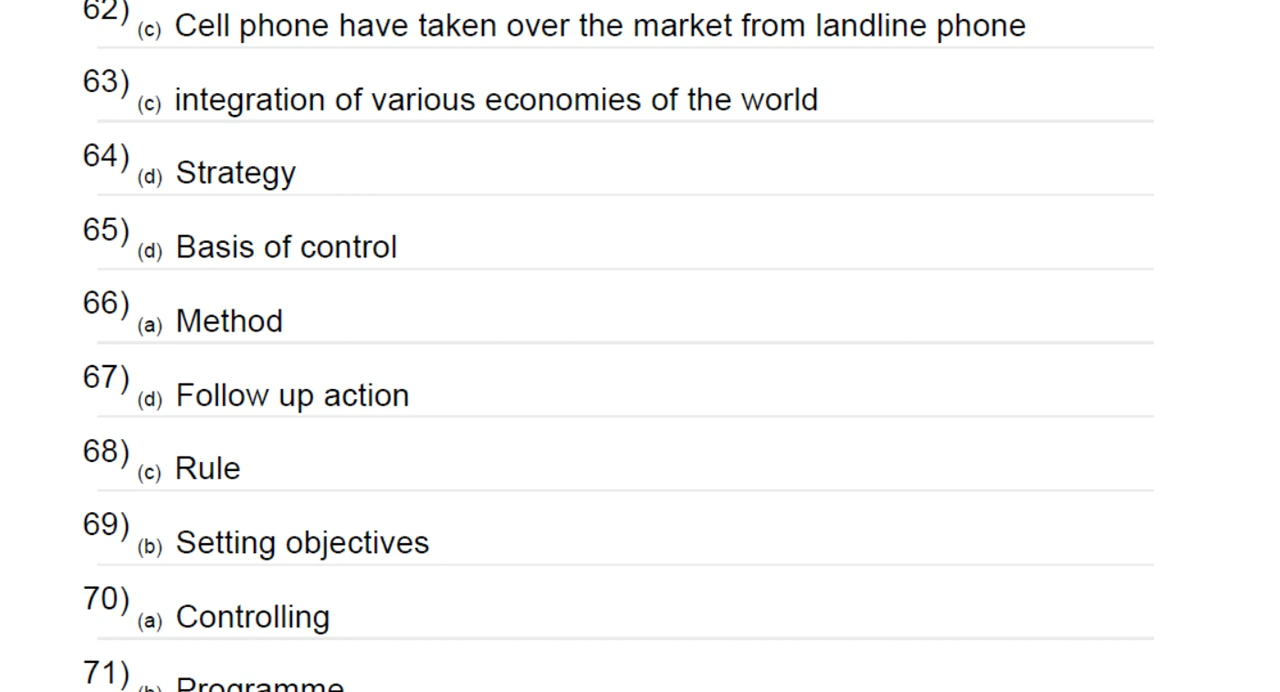 62) (c) Cell phone have taken over the market from landline phone
63) (c) integration of various economies of the world
64) (d) Strategy
65) (d) Basis of control
66) (a) Method
67) (d) Follow up action
68) (c) Rule
69) (b) Setting objectives
70) (a) Controlling
71) (b) Programme